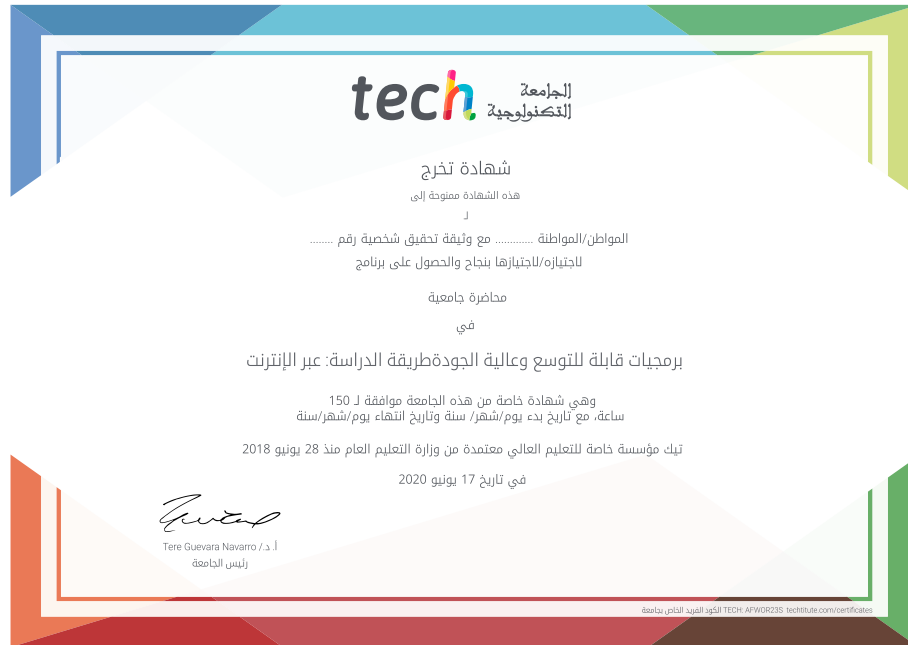 tech الجامعة
التكنولوجية
شهادة تخرج
هذه الشهادة ممنوحة إلى
لـ
المواطن/المواطنة ............ مع وثيقة تحقيق شخصية رقم ........
لاجتيازه/لاجتيازها بنجاح والحصول على برنامج
محاضرة جامعية
في
برمجيات قابلة للتوسع وعالية الجودةطريقة الدراسة: عبر الإنترنت
وهي شهادة خاصة من هذه الجامعة موافقة لـ 150
ساعة، مع تاريخ بدء يوم/شهر/ سنة وتاريخ انتهاء يوم/شهر/سنة
تيك مؤسسة خاصة للتعليم العالي معتمدة من وزارة التعليم العام منذ 28 يونيو 2018
في تاريخ 17 يونيو 2020
أ. د./ Tere Guevara Navarro
رئيس الجامعة
الكود الفريد الخاص بجامعة TECH: AFWOR23S techtitute.com/certificates